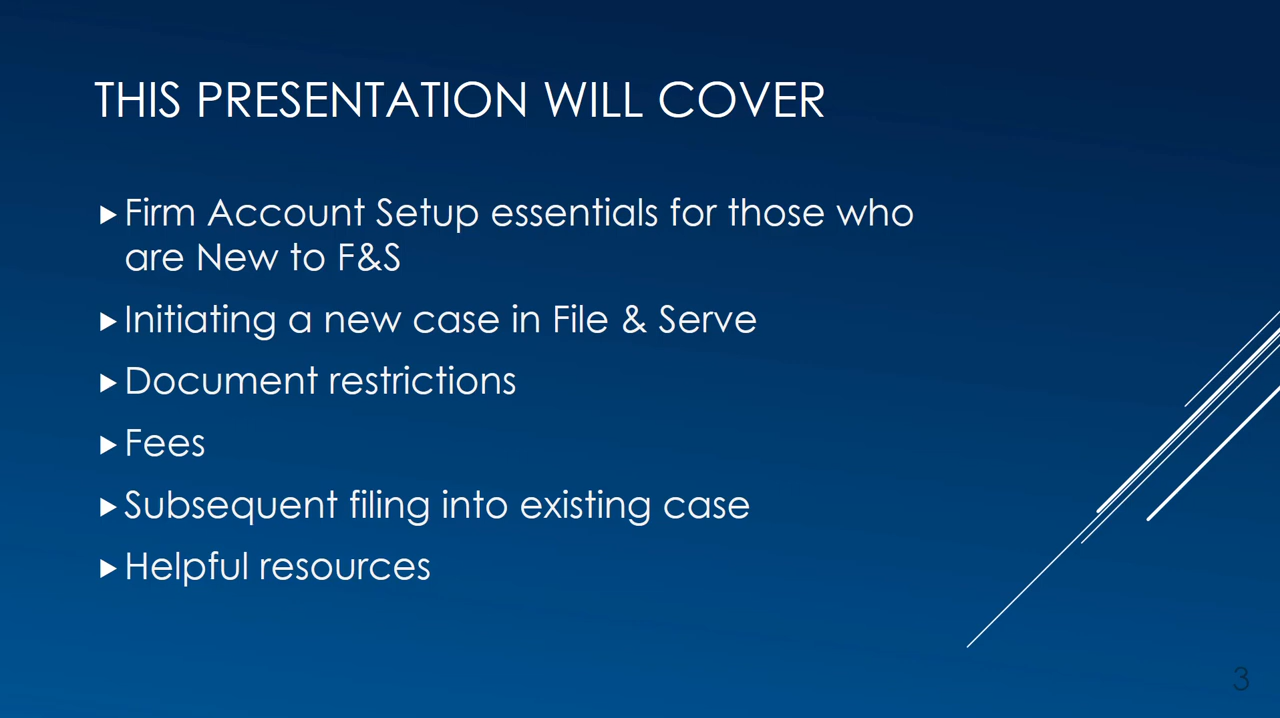 THIS PRESENTATION WILL COVER
Firm Account Setup essentials for those who
are New to F&S
Initiating a new case in File & Serve
Document restrictions
Fees
Subsequent filing into existing case
Helpful resources
3